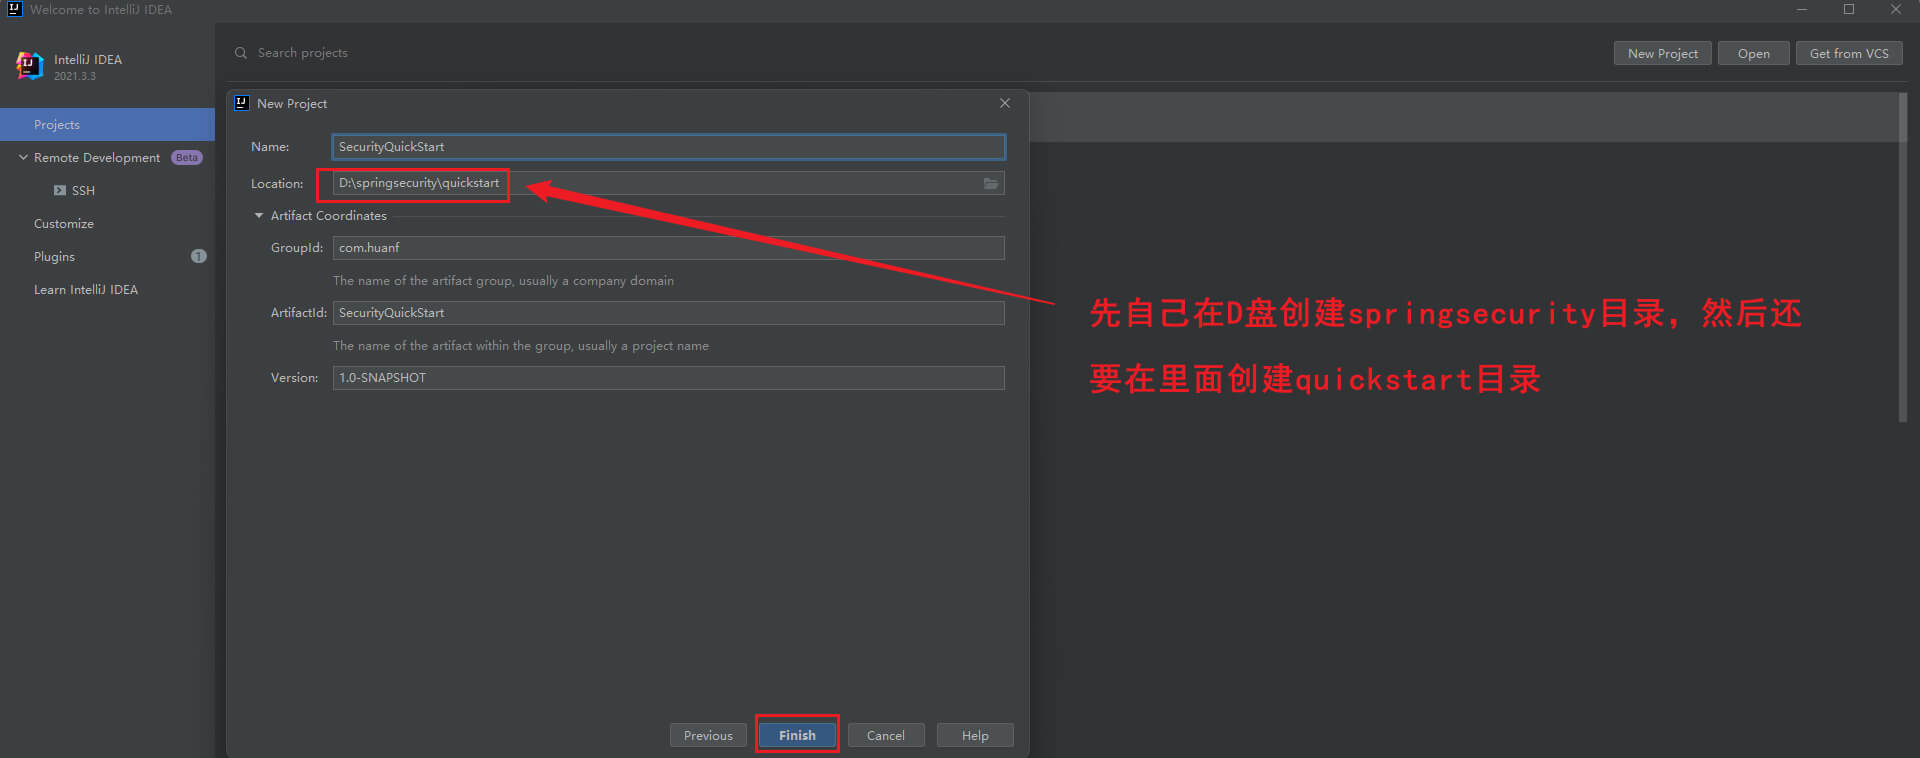 Welcome to IntelliJ IDEA
IntelliJ IDEA
2021.3.3
Search projects
New Project
Open
Get from VCS
Projects
Remote Development Beta
SSH
Customize
Plugins 1
Learn IntelliJ IDEA
New Project
Name: SecurityQuickStart
Location: D:\springsecurity\quickstart
Artifact Coordinates
GroupId: com.huanf
The name of the artifact group, usually a company domain
ArtifactId: SecurityQuickStart
The name of the artifact within the group, usually a project name
Version: 1.0-SNAPSHOT
Previous
Finish
Cancel
Help
先自己在D盘创建springsecurity目录，然后还
要在里面创建quickstart目录